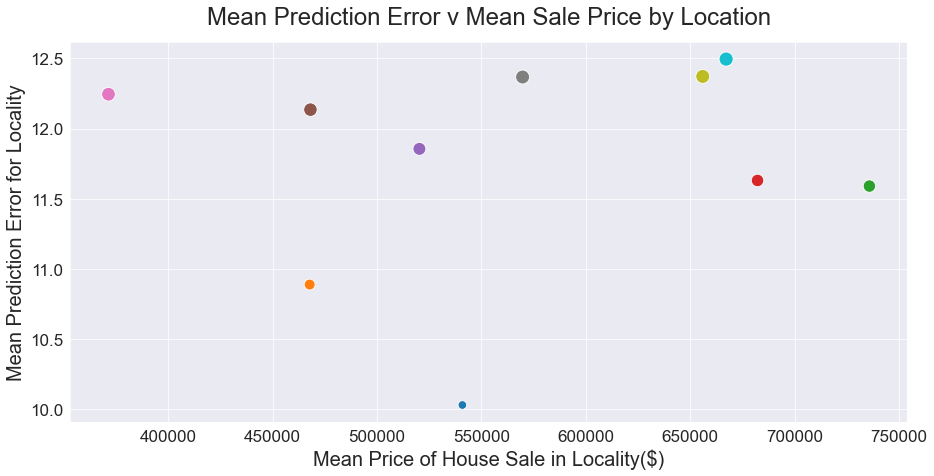 Mean Prediction Error v Mean Sale Price by Location
Mean Prediction Error for Locality
12.5
12.0
11.5
11.0
10.5
10.0
400000 450000 500000 550000 600000 650000 700000 750000
Mean Price of House Sale in Locality($)